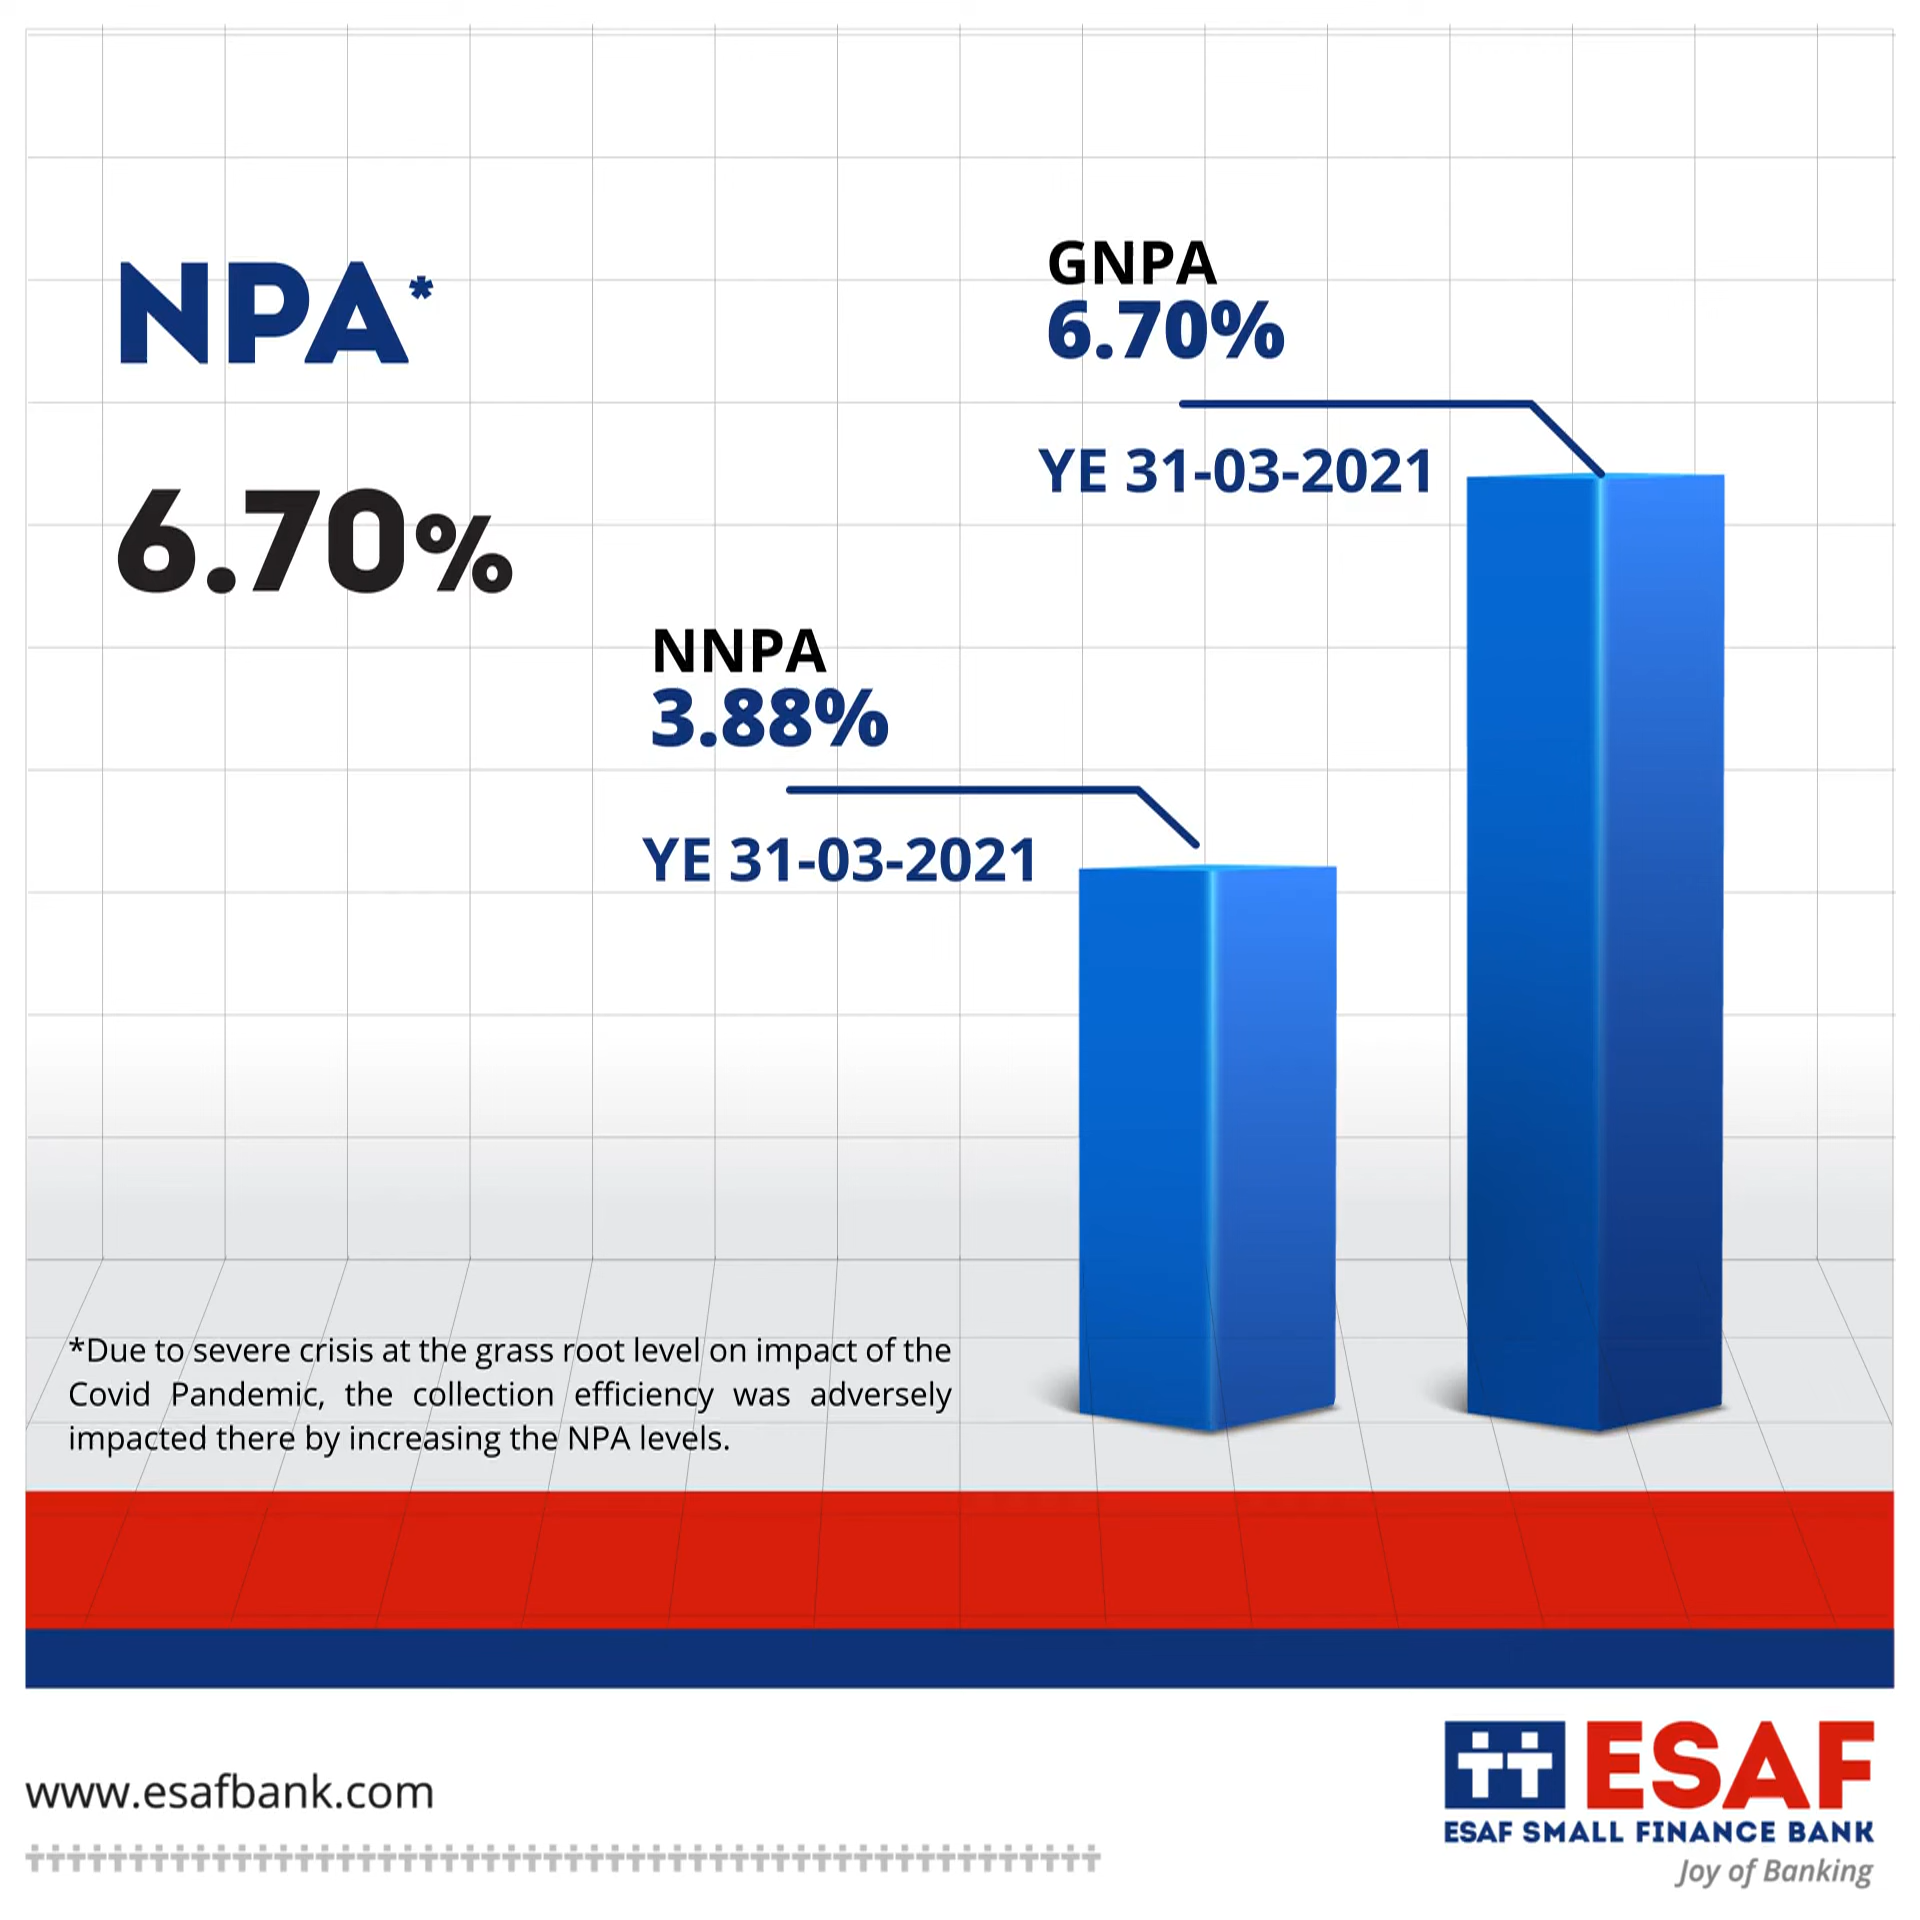 NPA*
6.70%
GNPA
6.70%
YE 31-03-2021
NNPA
3.88%
YE 31-03-2021
*Due to severe crisis at the grass root level on impact of the
Covid Pandemic, the collection efficiency was adversely
impacted there by increasing the NPA levels.
www.esafbank.com
ESAF
ESAF SMALL FINANCE BANK
Joy of Banking